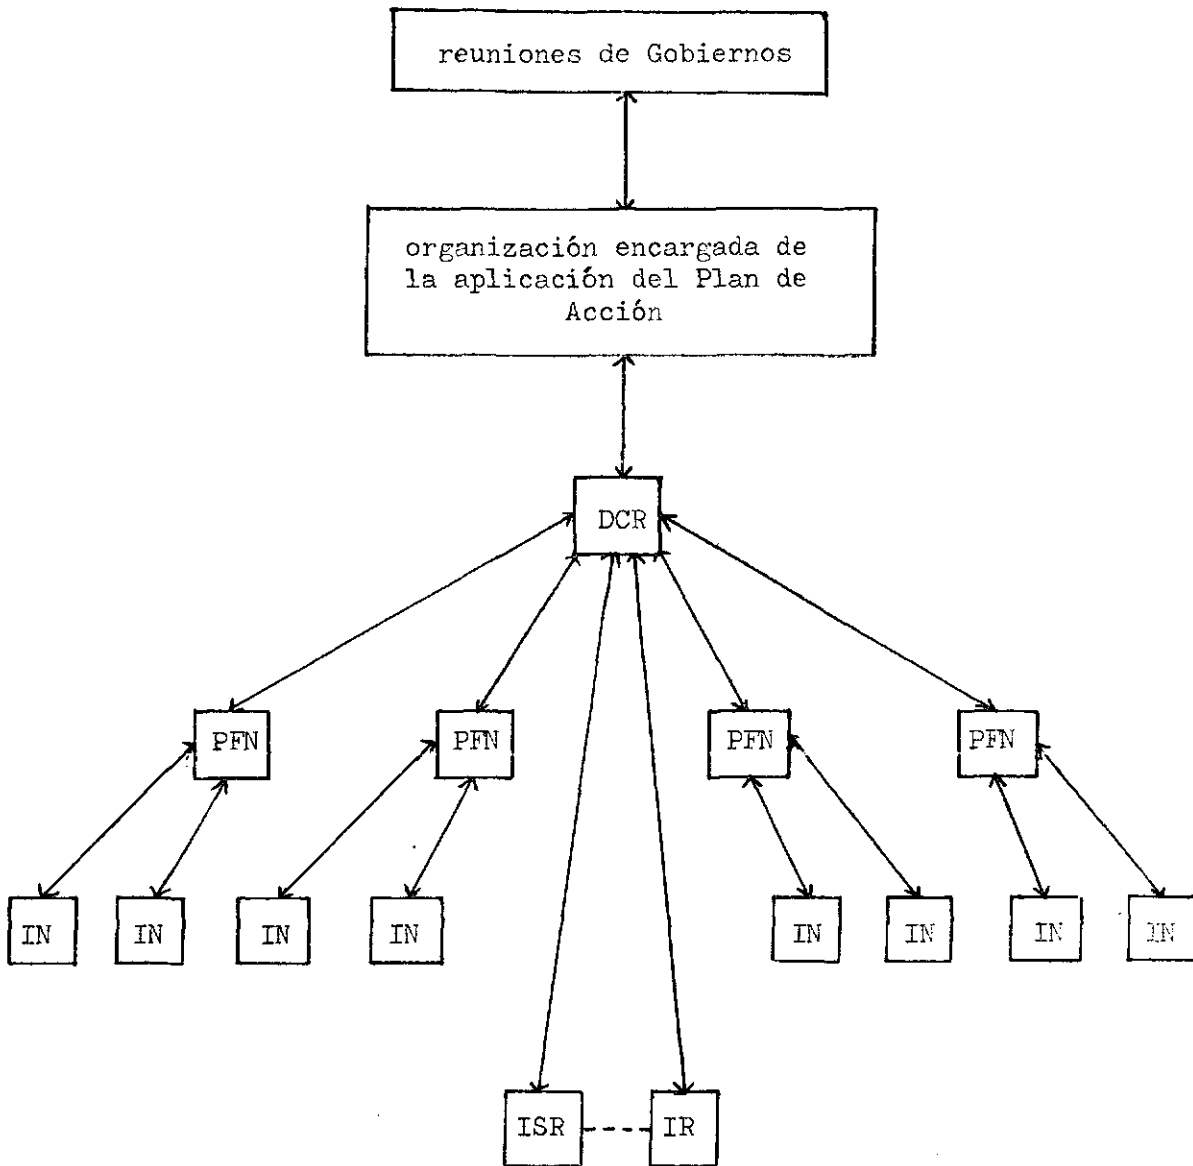 reuniones de Gobiernos
organización encargada de
la aplicación del Plan de
Acción
DCR
PFN
PFN
PFN
PFN
IN
IN
IN
IN
IN
IN
IN
IN
ISR
IR